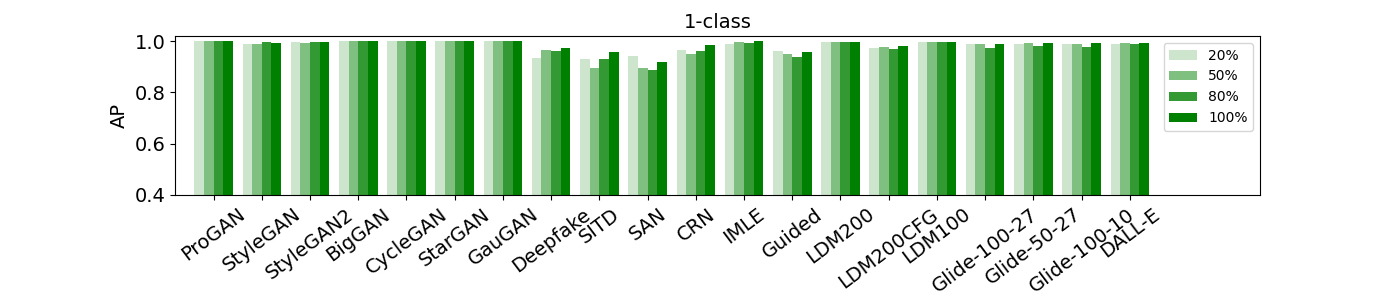 1-class
AP
1.0
0.8
0.6
0.4
20%
50%
80%
100%
ProGAN
StyleGAN
StyleGAN2
BigGAN
CycleGAN
StarGAN
GauGAN
Deepfake
SITD
SAN
CRN
IMLE
Guided
LDM200
LDM200CFG
LDM100
Glide-100-27
Glide-50-27
Glide-100-10
DALL-E